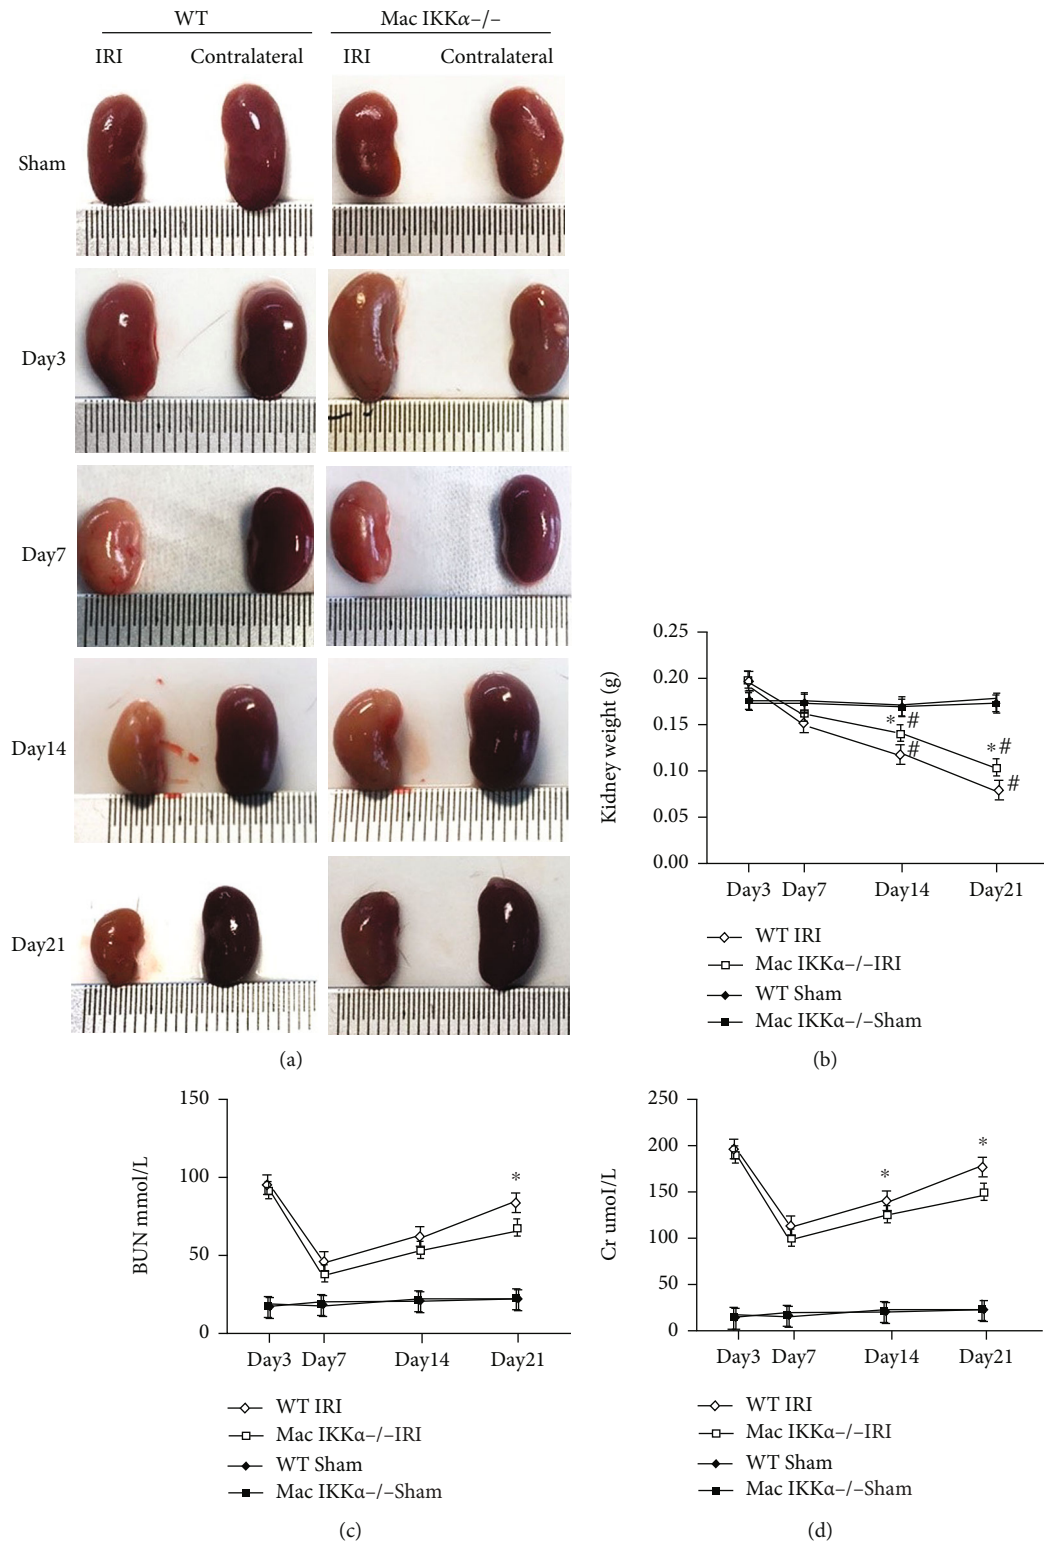 WT
Mac IKKα−/−
IRI
Contralateral
IRI
Contralateral
Sham
Day3
Day7
Day14
Day21
(a)
Kidney weight (g)
0.25
0.20
0.15
0.10
0.05
0.00
* #
#
* #
#
Day3 Day7 Day14 Day21
WT IRI
Mac IKKα−/−IRI
WT Sham
Mac IKKα−/−Sham
(b)
BUN mmol/L
150
100
50
0
*
Day3 Day7 Day14 Day21
WT IRI
Mac IKKα−/−IRI
WT Sham
Mac IKKα−/−Sham
(c)
Cr umoI/L
250
200
150
100
50
0
*
*
Day3 Day7 Day14 Day21
WT IRI
Mac IKKα−/−IRI
WT Sham
Mac IKKα−/−Sham
(d)